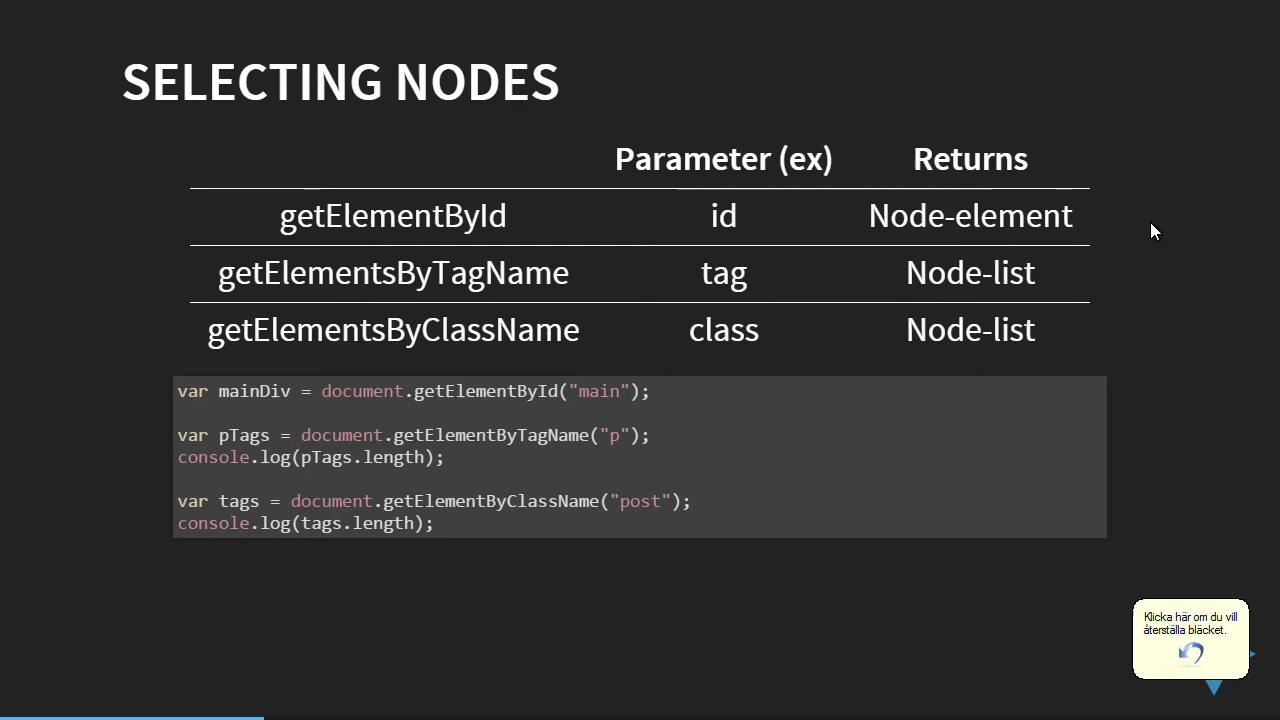 SELECTING NODES
Parameter (ex) Returns
getElementById id Node-element
getElementsByTagName tag Node-list
getElementsByClassName class Node-list
var mainDiv = document.getElementById("main");
var pTags = document.getElementByTagName("p");
console.log(pTags.length);
var tags = document.getElementByClassName("post");
console.log(tags.length);
Klicka här om du vill
återställa bläcket.